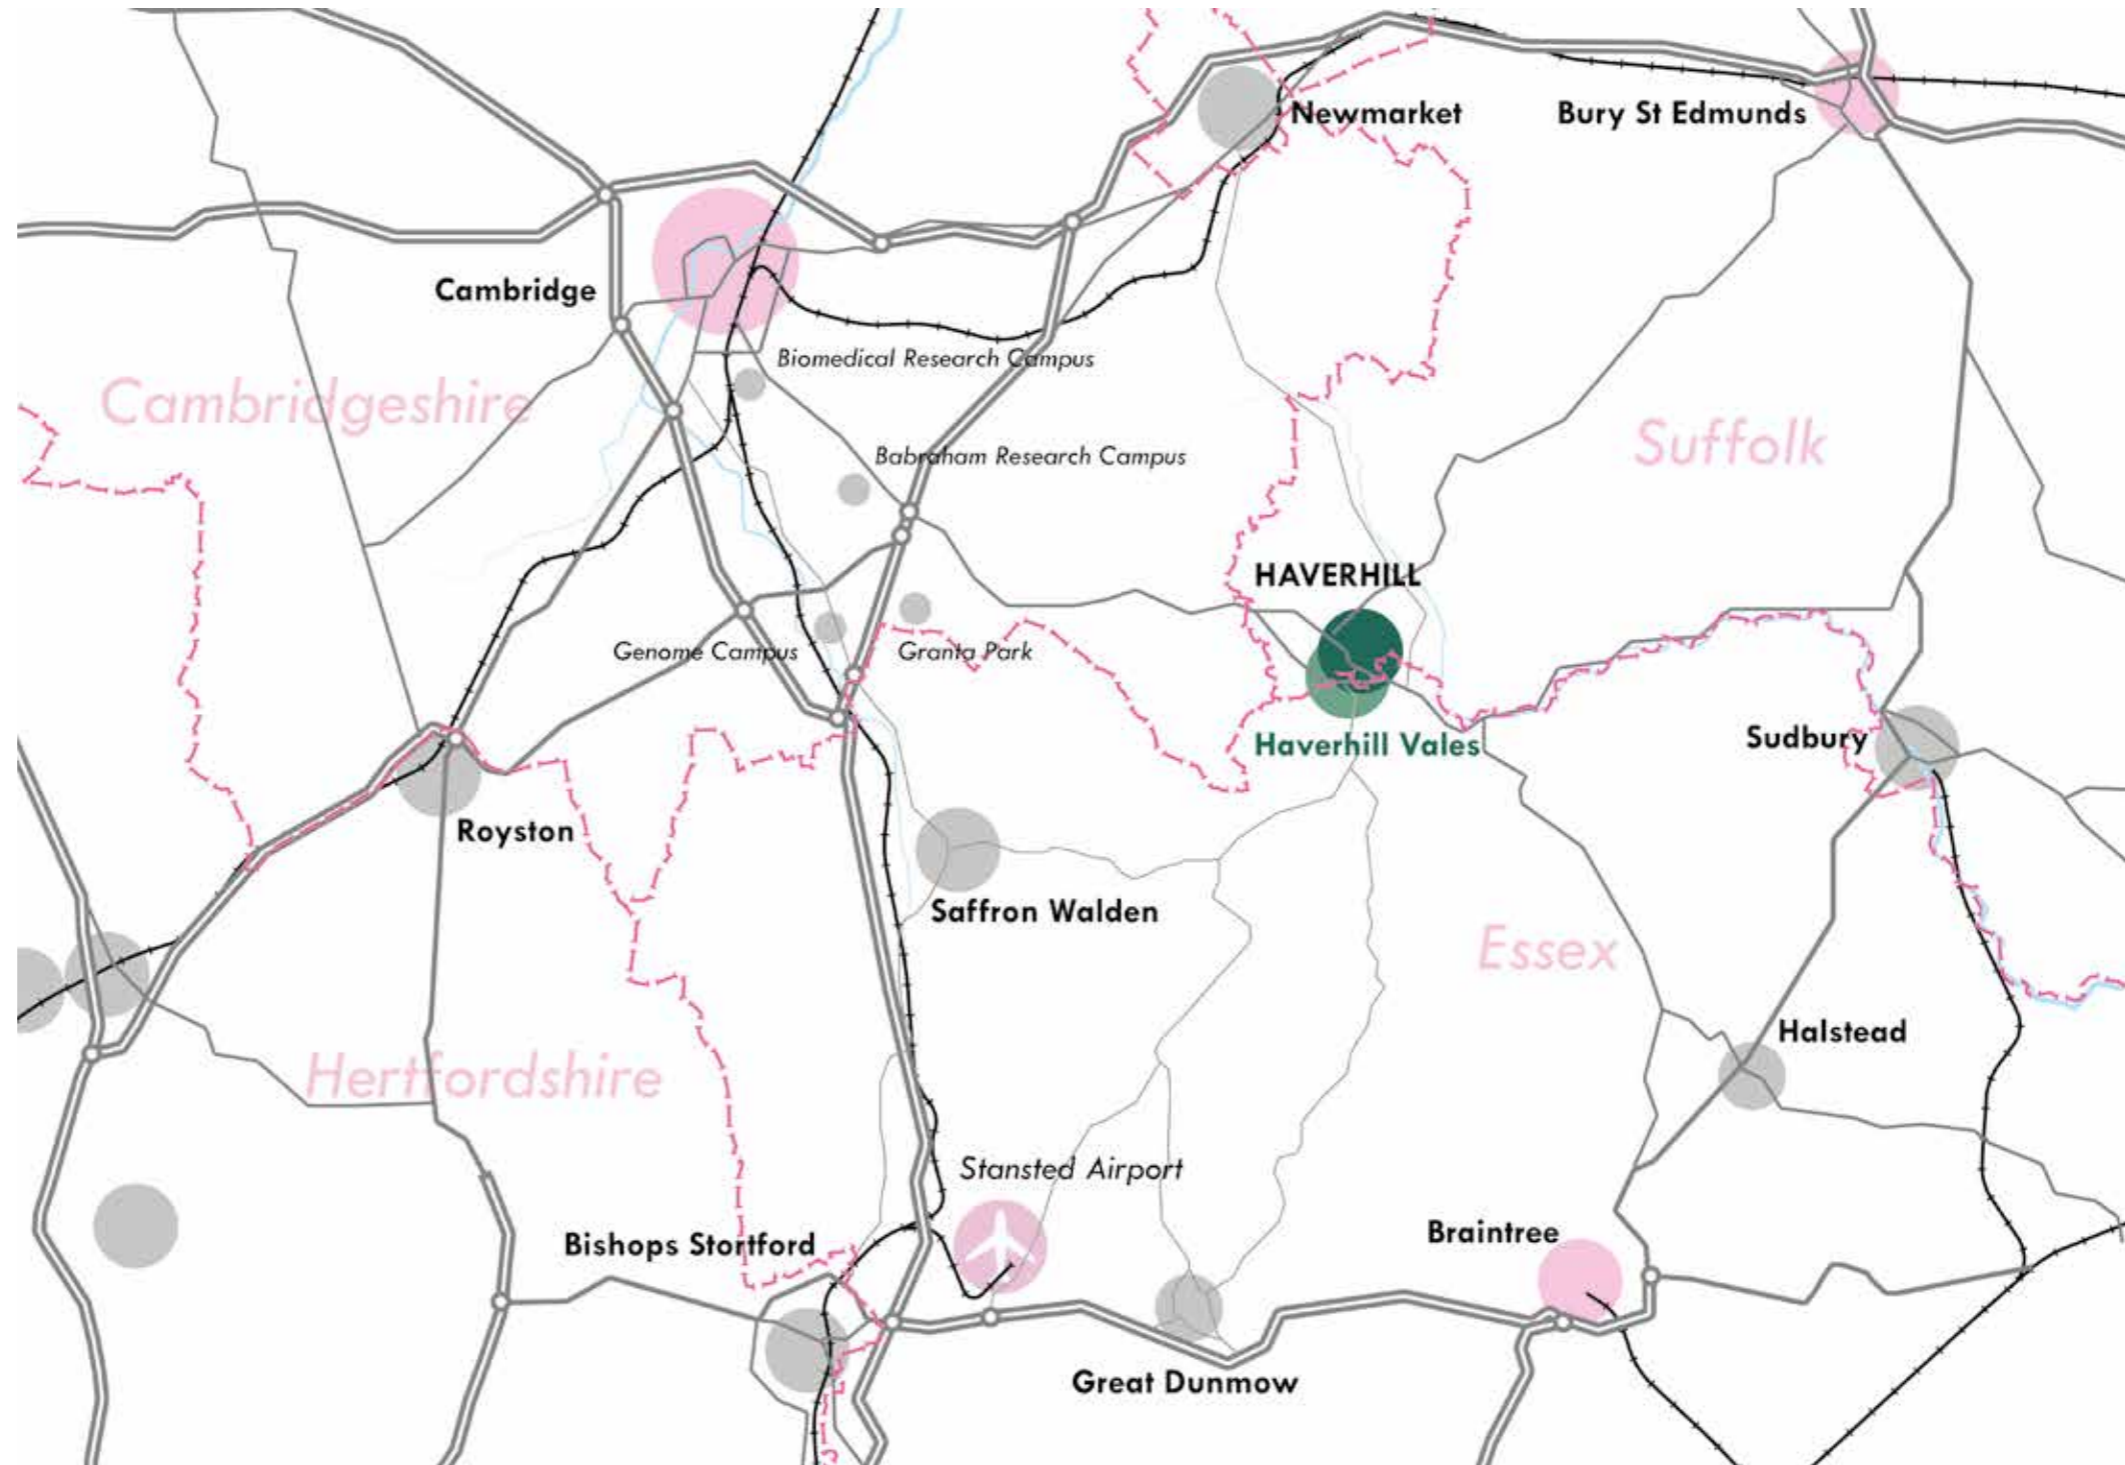 Newmarket
Bury St Edmunds
Cambridge
Biomedical Research Campus
Cambridgeshire
Suffolk
Babraham Research Campus
HAVERHILL
Genome Campus
Granta Park
Haverhill Vales
Sudbury
Royston
Saffron Walden
Essex
Halstead
Hertfordshire
Stansted Airport
Bishops Stortford
Braintree
Great Dunmow